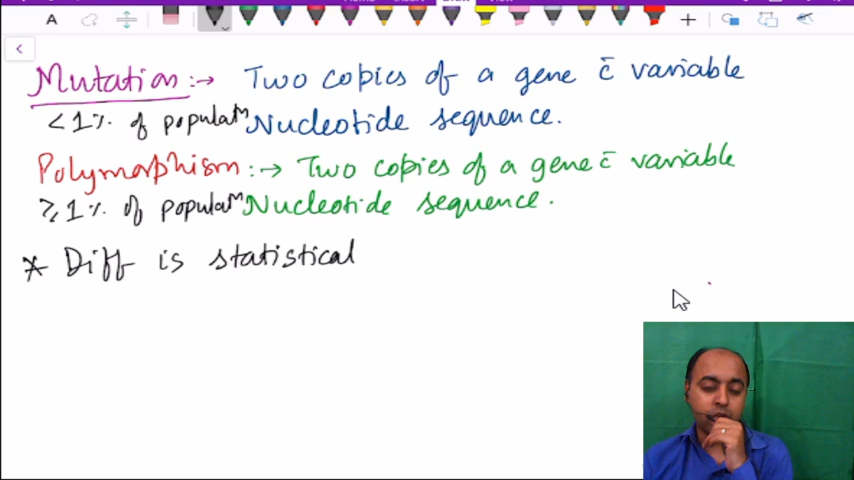 Mutation :→ Two copies of a gene c̄ variable
<1% of populatⁿ Nucleotide sequence.
Polymorphism :→ Two copies of a gene c̄ variable
≥1% of populatⁿ Nucleotide sequence.
* Diff is statistical